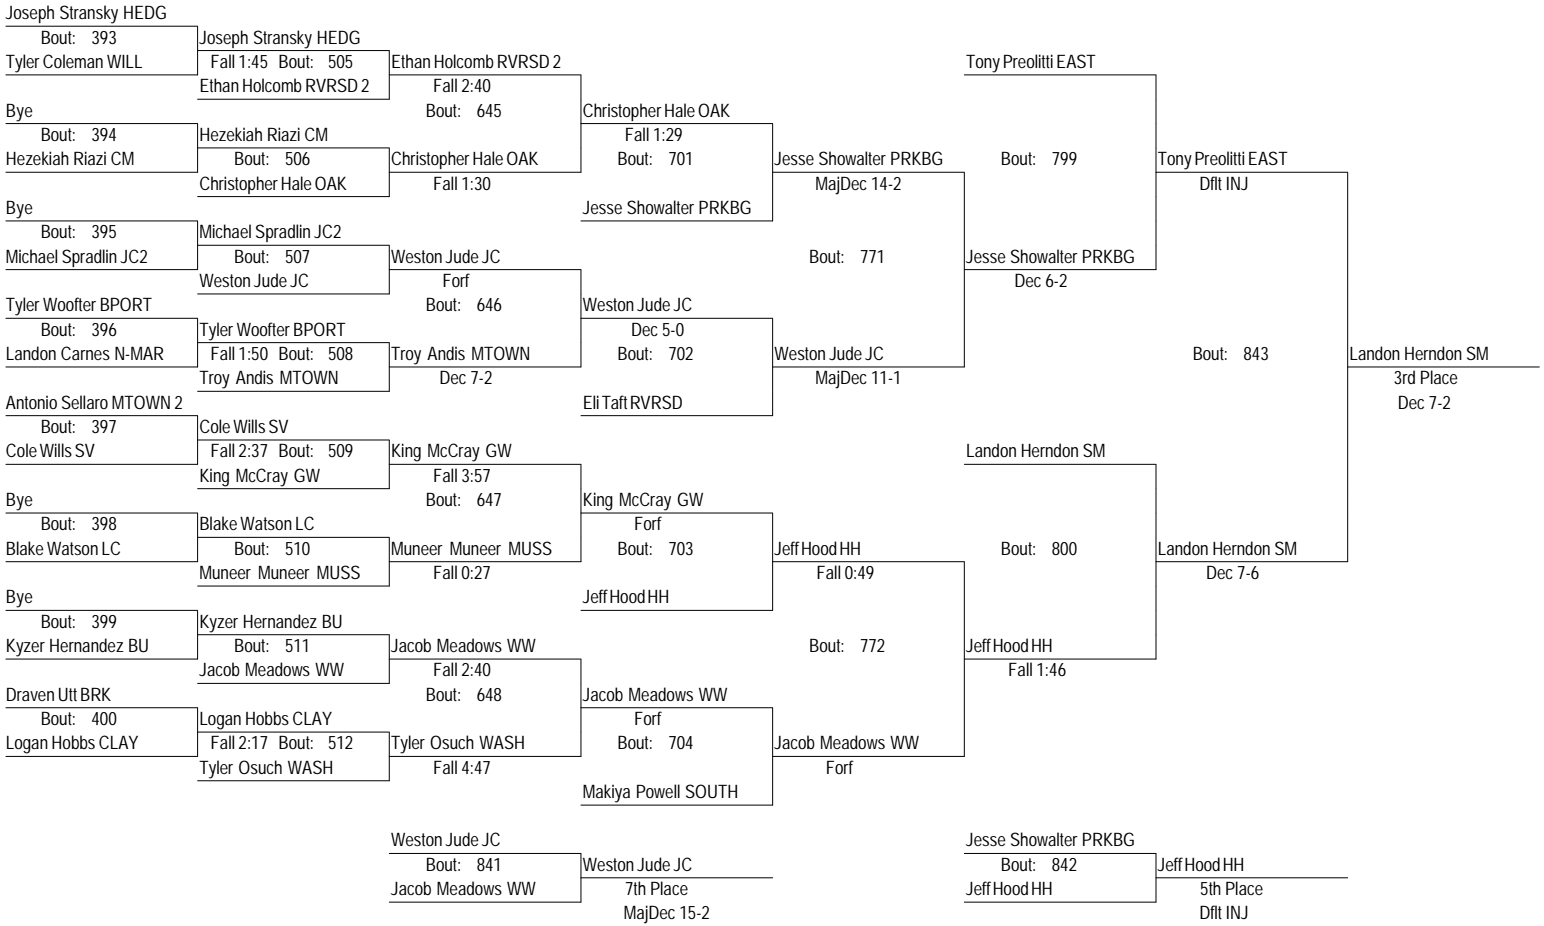 Joseph Stransky HEDG
Bout: 393
Joseph Stransky HEDG
Tyler Coleman WILL
Fall 1:45 Bout: 505
Ethan Holcomb RVRSD 2
Tony Preolitti EAST
Ethan Holcomb RVRSD 2
Fall 2:40
Bye
Bout: 645
Christopher Hale OAK
Bout: 394
Hezekiah Riazi CM
Fall 1:29
Hezekiah Riazi CM
Bout: 506
Christopher Hale OAK
Bout: 701
Jesse Showalter PRKBG
Bout: 799
Tony Preolitti EAST
Christopher Hale OAK
Fall 1:30
MajDec 14-2
Dflt INJ
Bye
Jesse Showalter PRKBG
Bout: 395
Michael Spradlin JC2
Michael Spradlin JC2
Bout: 507
Weston Jude JC
Bout: 771
Jesse Showalter PRKBG
Weston Jude JC
Forf
Dec 6-2
Tyler Woofter BPORT
Bout: 646
Weston Jude JC
Bout: 396
Tyler Woofter BPORT
Dec 5-0
Landon Carnes N-MAR
Fall 1:50 Bout: 508
Troy Andis MTOWN
Bout: 702
Weston Jude JC
Bout: 843
Landon Herndon SM
Troy Andis MTOWN
Dec 7-2
MajDec 11-1
3rd Place
Antonio Sellaro MTOWN 2
Eli Taft RVRSD
Dec 7-2
Bout: 397
Cole Wills SV
Cole Wills SV
Fall 2:37 Bout: 509
King McCray GW
Landon Herndon SM
King McCray GW
Fall 3:57
Bye
Bout: 647
King McCray GW
Bout: 398
Blake Watson LC
Forf
Blake Watson LC
Bout: 510
Muneer Muneer MUSS
Bout: 703
Jeff Hood HH
Bout: 800
Landon Herndon SM
Muneer Muneer MUSS
Fall 0:27
Fall 0:49
Dec 7-6
Bye
Jeff Hood HH
Bout: 399
Kyzer Hernandez BU
Kyzer Hernandez BU
Bout: 511
Jacob Meadows WW
Bout: 772
Jeff Hood HH
Jacob Meadows WW
Fall 2:40
Fall 1:46
Draven Utt BRK
Bout: 648
Jacob Meadows WW
Bout: 400
Logan Hobbs CLAY
Forf
Logan Hobbs CLAY
Fall 2:17 Bout: 512
Tyler Osuch WASH
Bout: 704
Jacob Meadows WW
Tyler Osuch WASH
Fall 4:47
Forf
Makiya Powell SOUTH
Weston Jude JC
Jesse Showalter PRKBG
Bout: 841
Weston Jude JC
Bout: 842
Jeff Hood HH
Jacob Meadows WW
7th Place
Jeff Hood HH
5th Place
MajDec 15-2
Dflt INJ